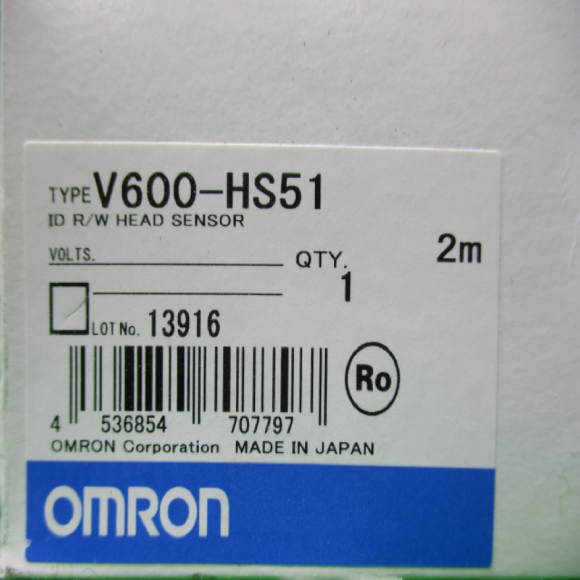 TYPE V600-HS51
ID R/W HEAD SENSOR
2m
VOLTS.
QTY.
1
LOT No. 13916
Ro
4 536854 707797
OMRON Corporation MADE IN JAPAN
OMRON